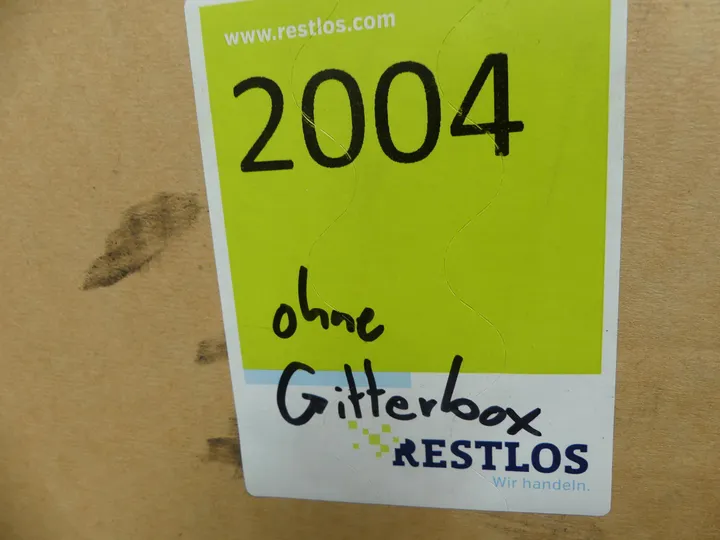 www.restlos.com
2004
ohne
Gitterbox
RESTLOS
Wir handeln.